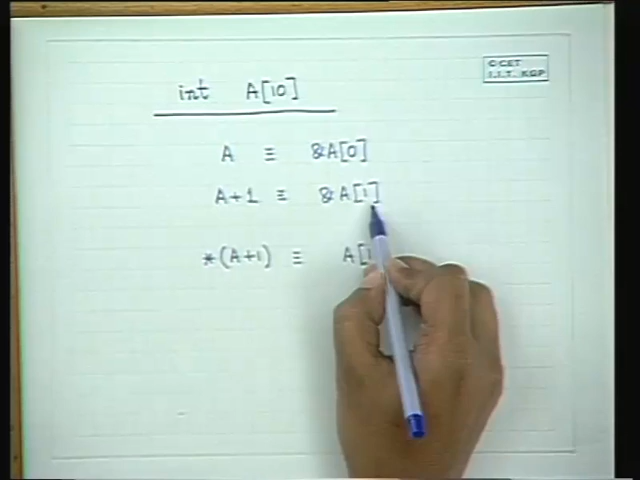 © CET
I.I.T. KGP
int A[10]
A ≡ &A[0]
A+1 ≡ &A[1]
*(A+1) ≡ A[1